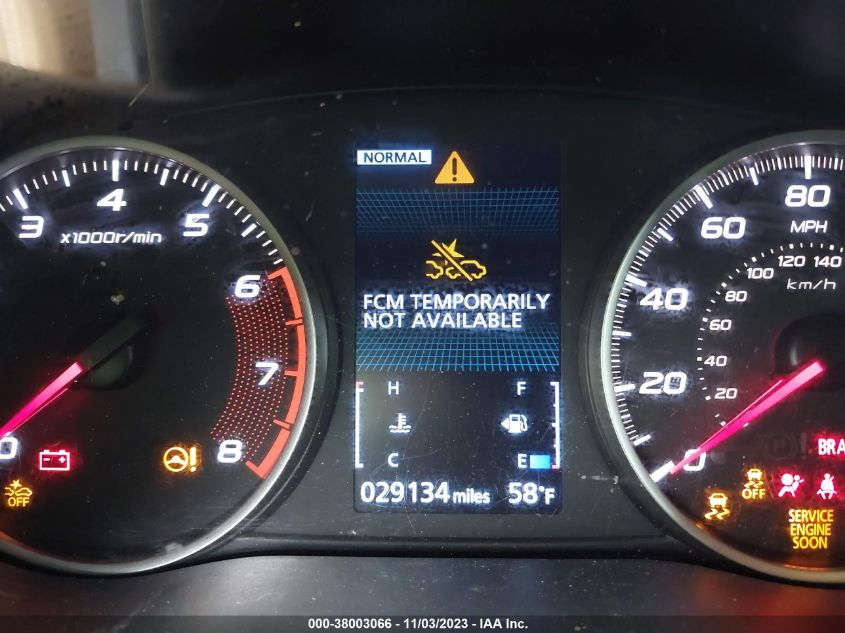 NORMAL
3 4 5 6 7 8
x1000r/min
0
OFF
FCM TEMPORARILY
NOT AVAILABLE
H F
C E
029134 miles 58°F
0 20 40 60 80
MPH
20 40 60 80 100 120 140
km/h
OFF
SERVICE
ENGINE
SOON
000-38003066 - 11/03/2023 - IAA Inc.